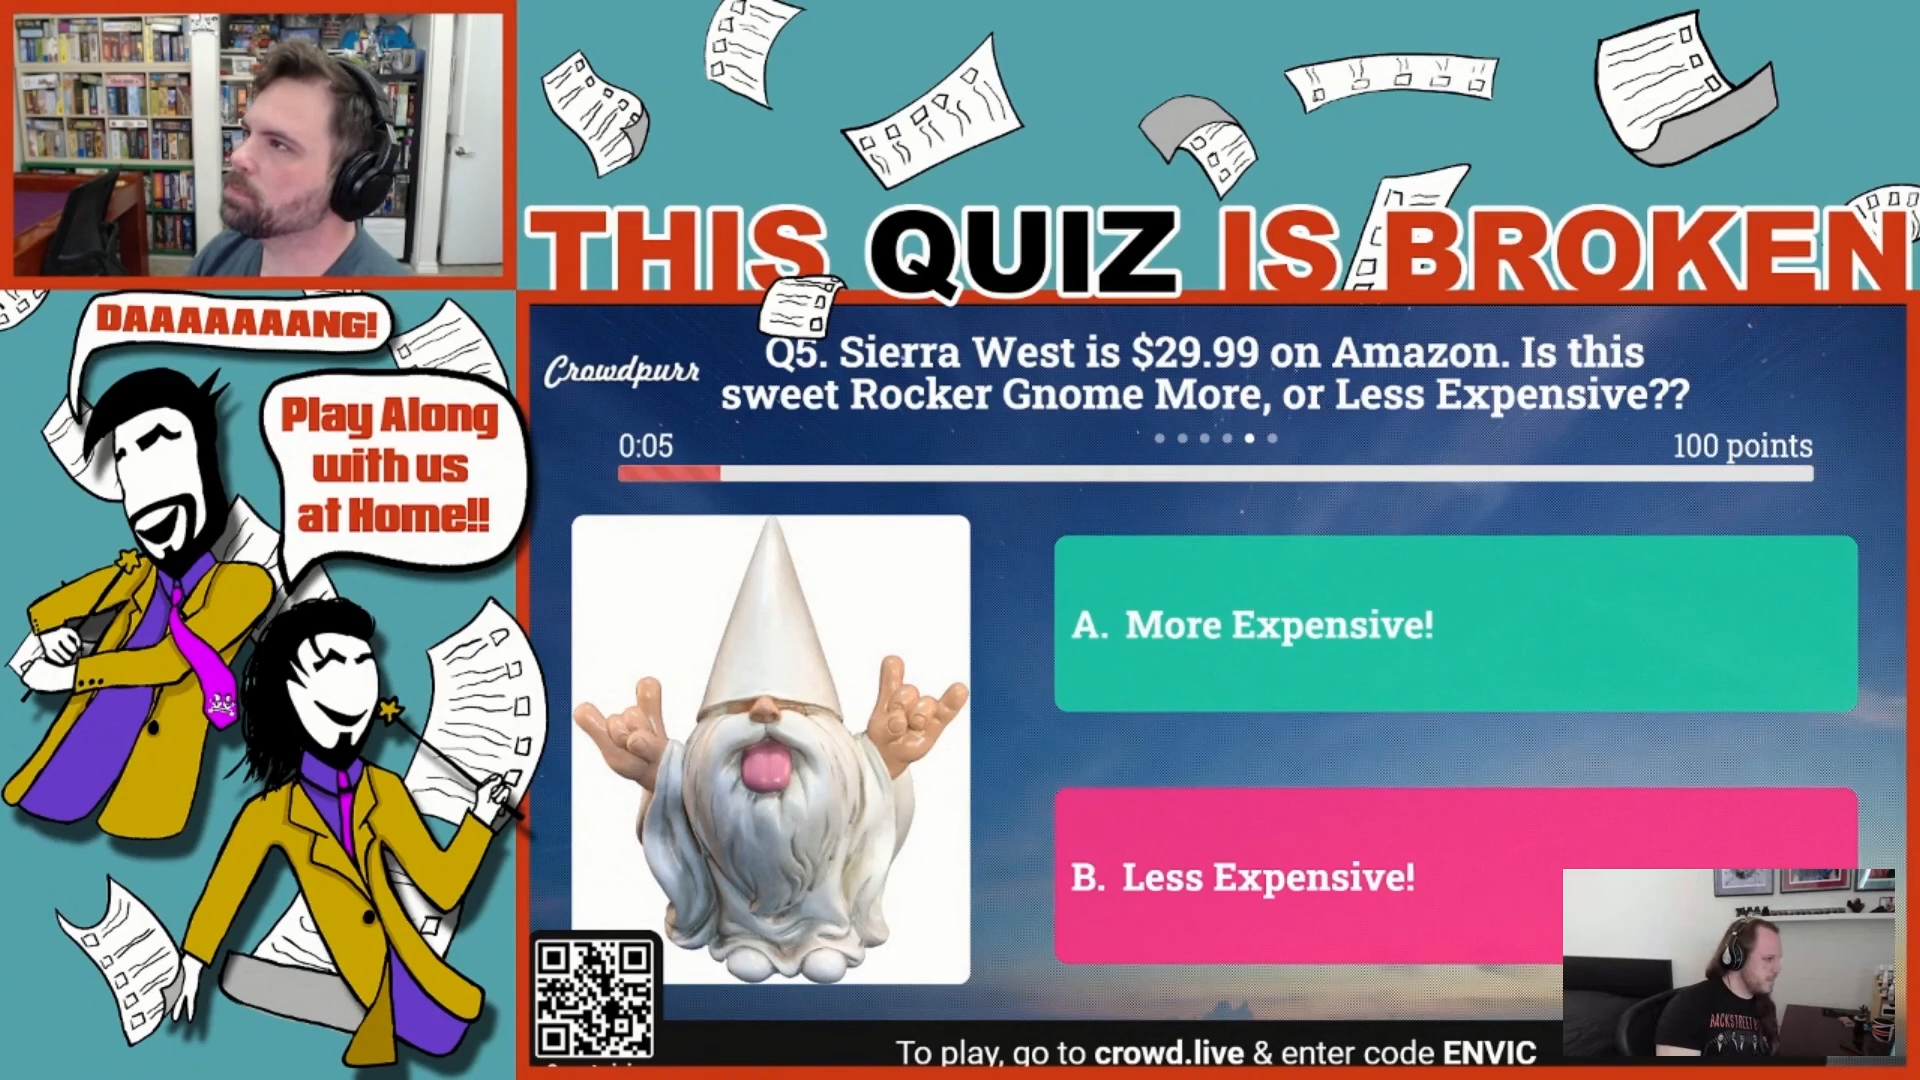 THIS QUIZ IS BROKEN
DAAAAAAAANG!
Play Along
with us
at Home!!
Crowdpurr
Q5. Sierra West is $29.99 on Amazon. Is this
sweet Rocker Gnome More, or Less Expensive??
0:05
100 points
A. More Expensive!
B. Less Expensive!
BACKSTREET
To play, go to crowd.live & enter code ENVIC